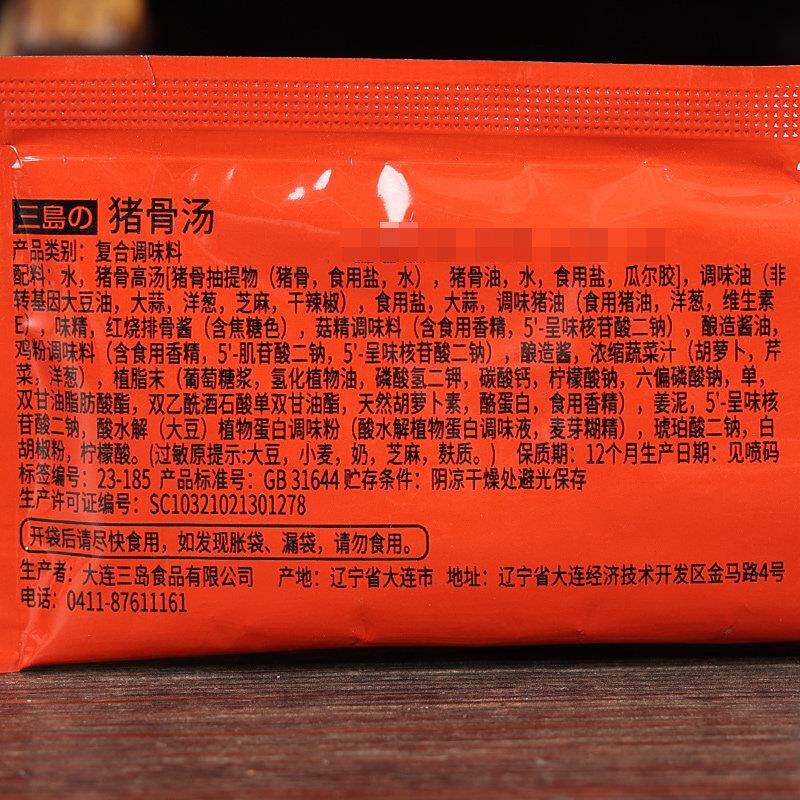 三島の 猪骨汤
产品类别：复合调味料
配料：水，猪骨高汤[猪骨抽提物（猪骨，食用盐，水），猪骨油，水，食用盐，瓜尔胶]，调味油（非
转基因大豆油，大蒜，洋葱，芝麻，干辣椒），食用盐，大蒜，调味猪油（食用猪油，洋葱，维生素
E），味精，红烧排骨酱（含焦糖色），菇精调味料（含食用香精，5'-呈味核苷酸二钠），酿造酱油，
鸡粉调味料（含食用香精，5'-肌苷酸二钠，5'-呈味核苷酸二钠），酿造酱，浓缩蔬菜汁（胡萝卜，芹
菜，洋葱），植脂末（葡萄糖浆，氢化植物油，磷酸氢二钾，碳酸钙，柠檬酸钠，六偏磷酸钠，单，
双甘油脂肪酸酯，双乙酰酒石酸单双甘油酯，天然胡萝卜素，酪蛋白，食用香精），姜泥，5'-呈味核
苷酸二钠，酸水解（大豆）植物蛋白调味粉（酸水解植物蛋白调味液，麦芽糊精），琥珀酸二钠，白
胡椒粉，柠檬酸。(过敏原提示:大豆，小麦，奶，芝麻，麸质。) 保质期：12个月生产日期：见喷码
标签编号：23-185 产品标准号：GB 31644 贮存条件：阴凉干燥处避光保存
生产许可证编号：SC10321021301278
开袋后请尽快食用，如发现胀袋、漏袋，请勿食用。
生产者：大连三岛食品有限公司 产地：辽宁省大连市 地址：辽宁省大连经济技术开发区金马路4号
电话：0411-87611161